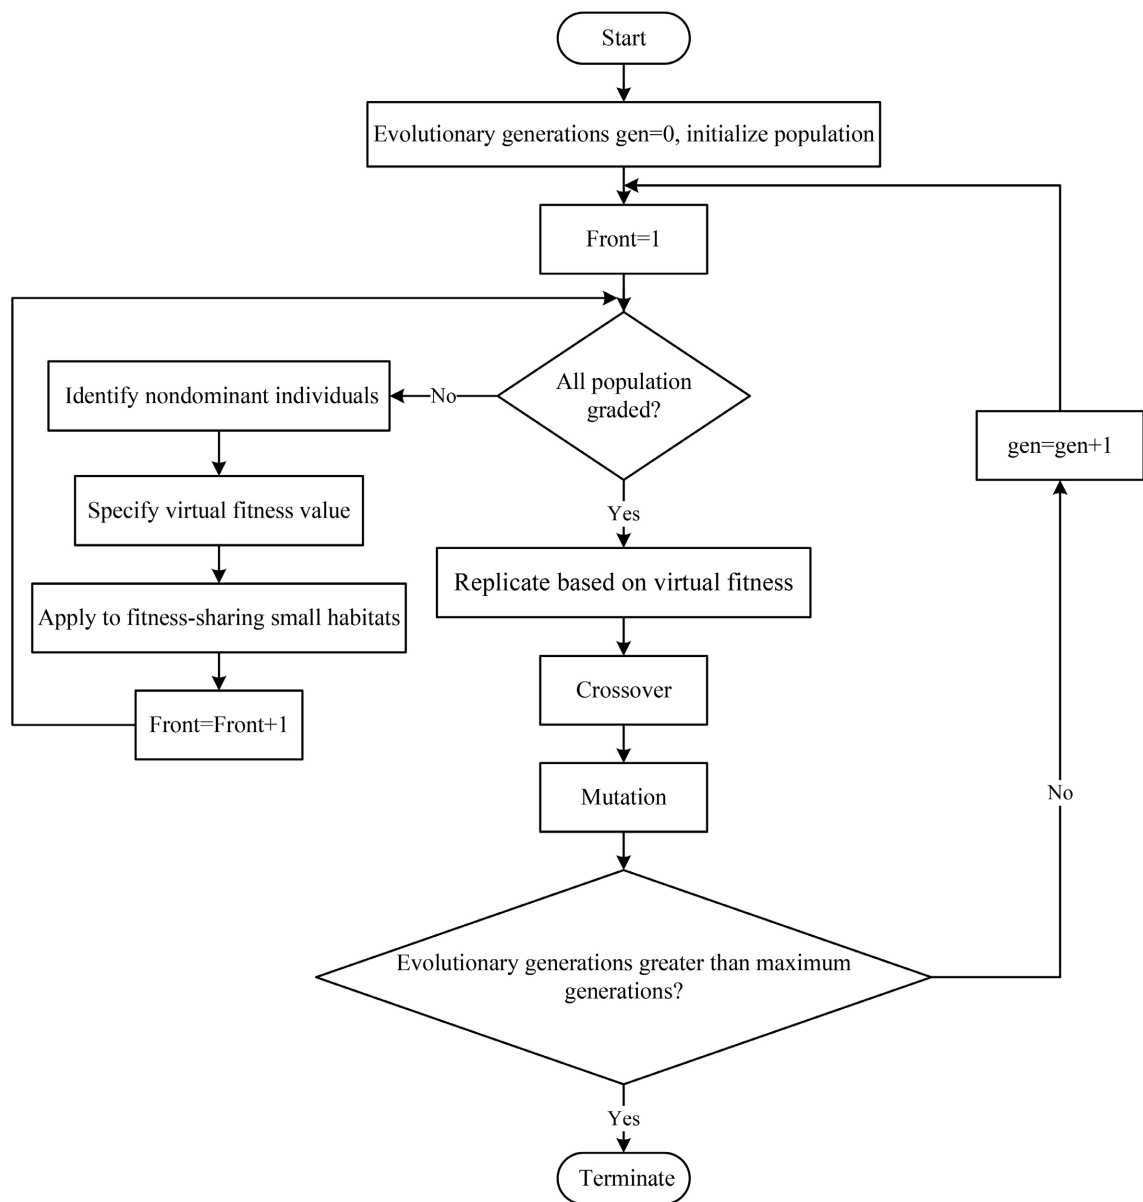 Start
Evolutionary generations gen=0, initialize population
Front=1
All population
graded?
No
Identify nondominant individuals
Specify virtual fitness value
Apply to fitness-sharing small habitats
Front=Front+1
Yes
Replicate based on virtual fitness
Crossover
Mutation
Evolutionary generations greater than maximum
generations?
No
gen=gen+1
Yes
Terminate